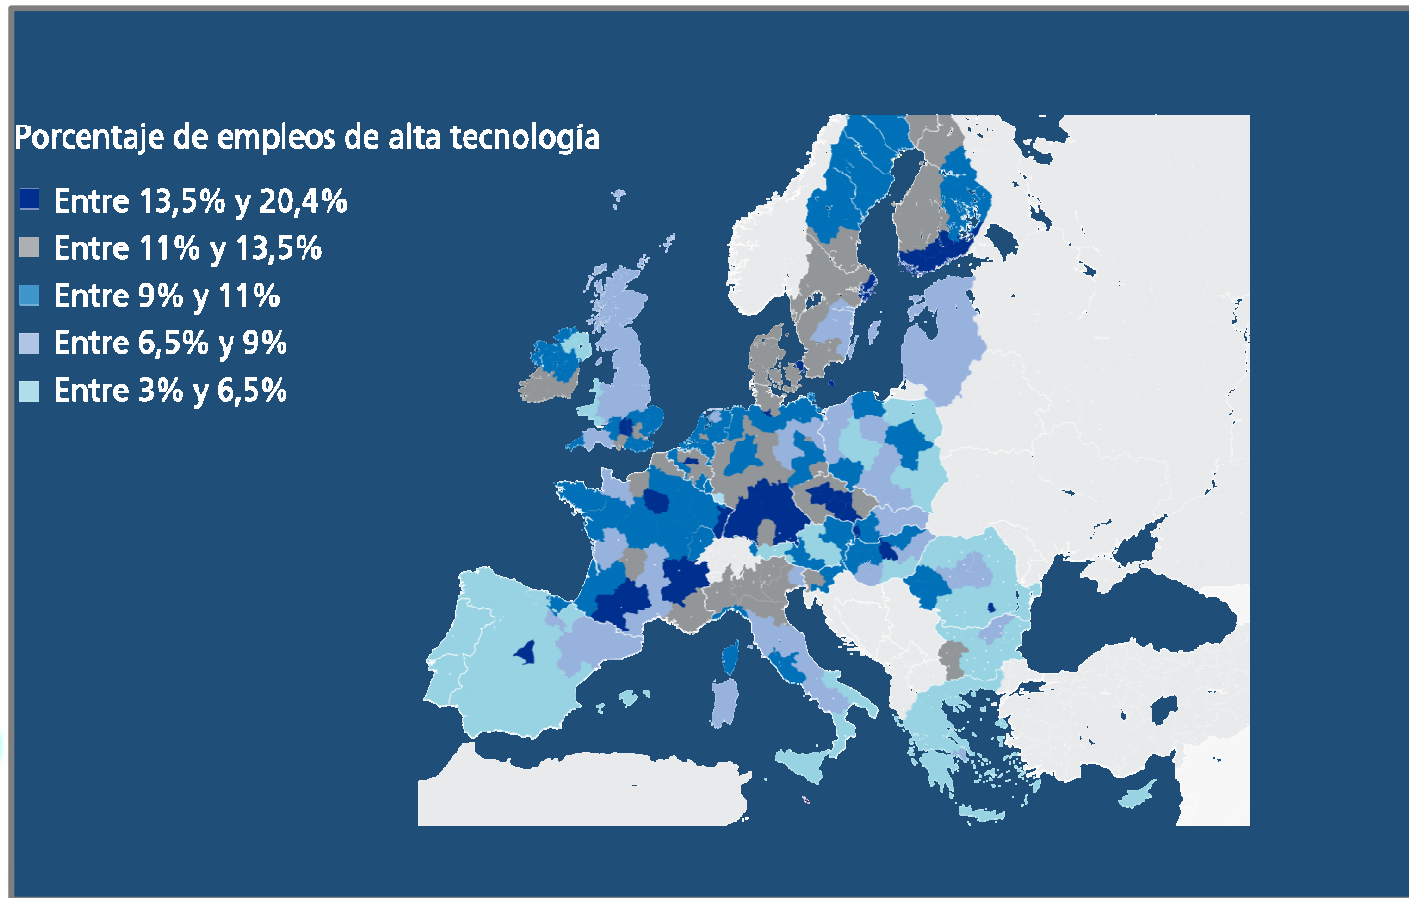 Porcentaje de empleos de alta tecnología
Entre 13,5% y 20,4%
Entre 11% y 13,5%
Entre 9% y 11%
Entre 6,5% y 9%
Entre 3% y 6,5%